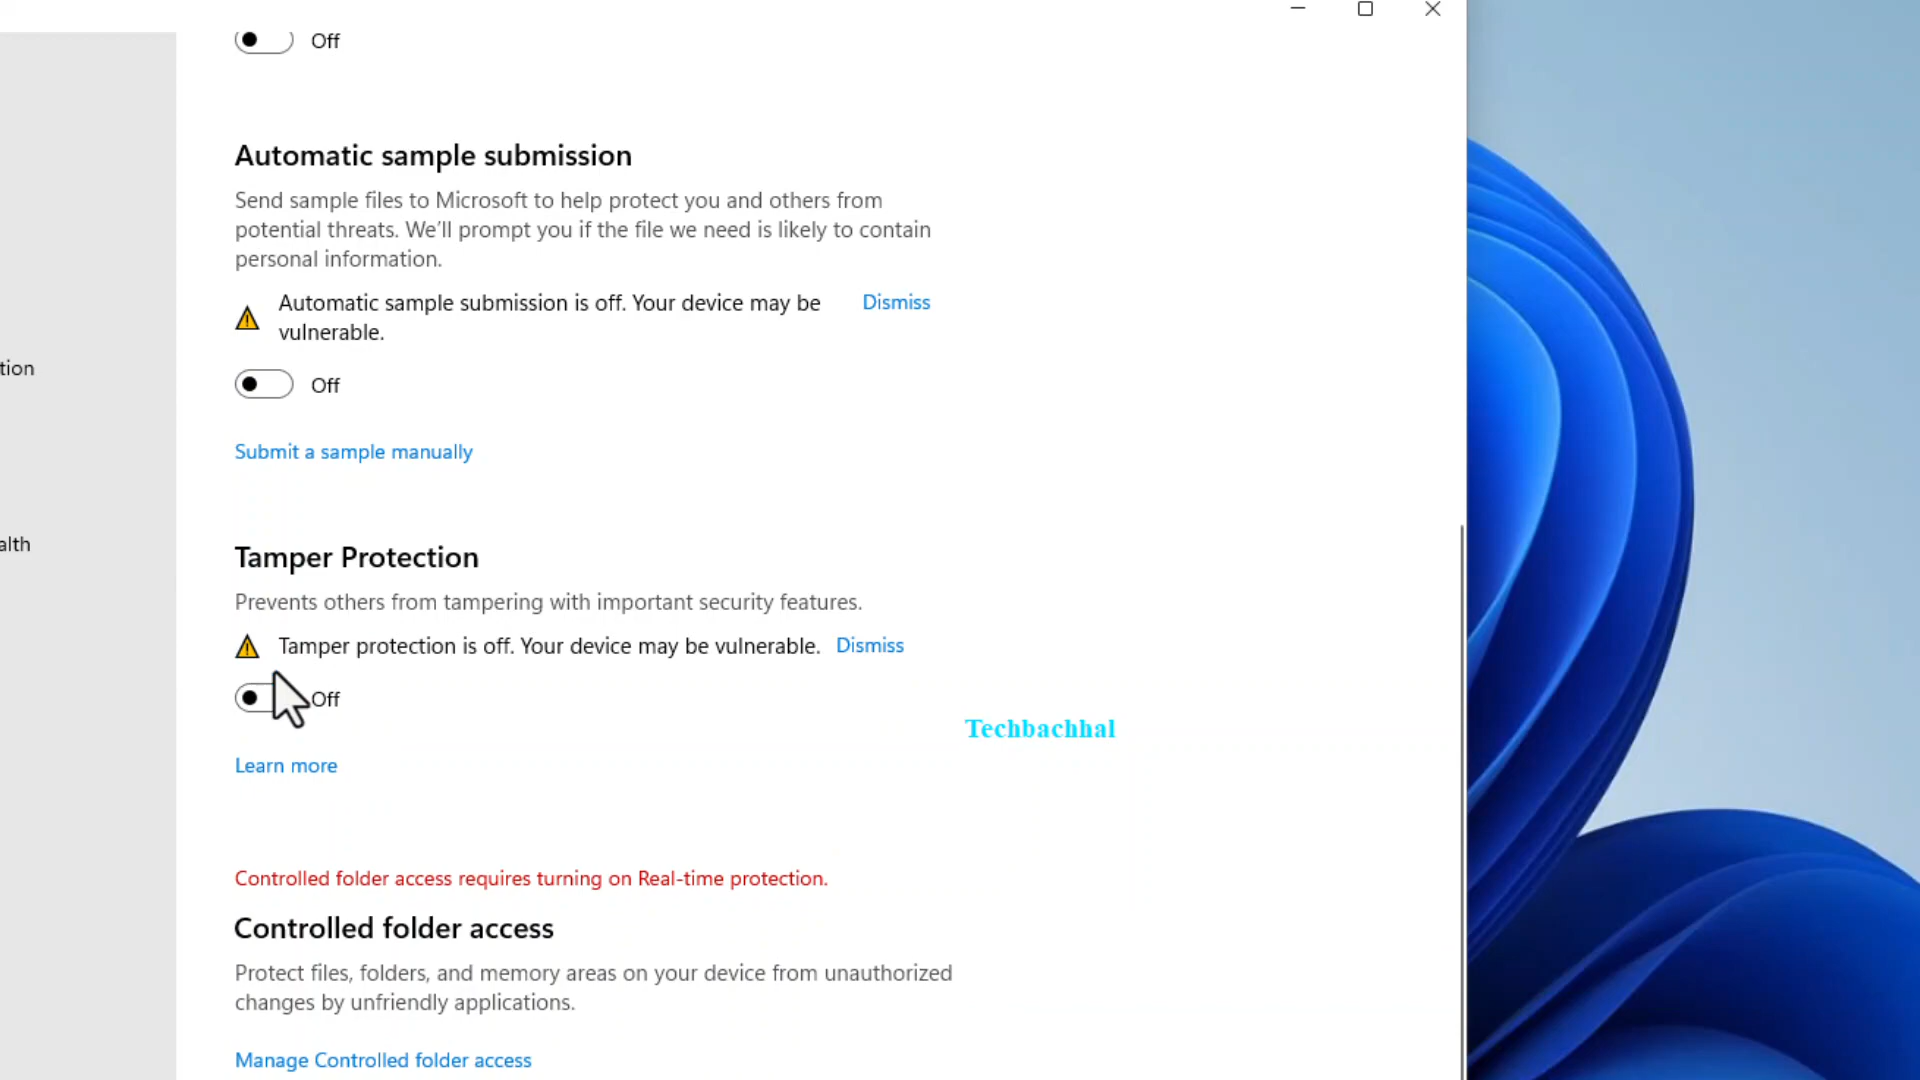 Off
Automatic sample submission
Send sample files to Microsoft to help protect you and others from
potential threats. We’ll prompt you if the file we need is likely to contain
personal information.
Automatic sample submission is off. Your device may be
vulnerable.
Dismiss
tion
Off
Submit a sample manually
alth
Tamper Protection
Prevents others from tampering with important security features.
Tamper protection is off. Your device may be vulnerable. Dismiss
Off
Techbachhal
Learn more
Controlled folder access requires turning on Real-time protection.
Controlled folder access
Protect files, folders, and memory areas on your device from unauthorized
changes by unfriendly applications.
Manage Controlled folder access